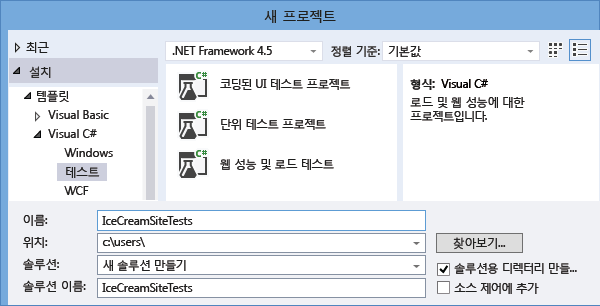 새 프로젝트
최근
설치
템플릿
Visual Basic
Visual C#
Windows
테스트
WCF
.NET Framework 4.5
정렬 기준: 기본값
C# 코딩된 UI 테스트 프로젝트
C# 단위 테스트 프로젝트
C# 웹 성능 및 로드 테스트
형식: Visual C#
로드 및 웹 성능에 대한
프로젝트입니다.
이름: IceCreamSiteTests
위치: c:\users\ 찾아보기...
솔루션: 새 솔루션 만들기 솔루션용 디렉터리 만들...
솔루션 이름: IceCreamSiteTests 소스 제어에 추가